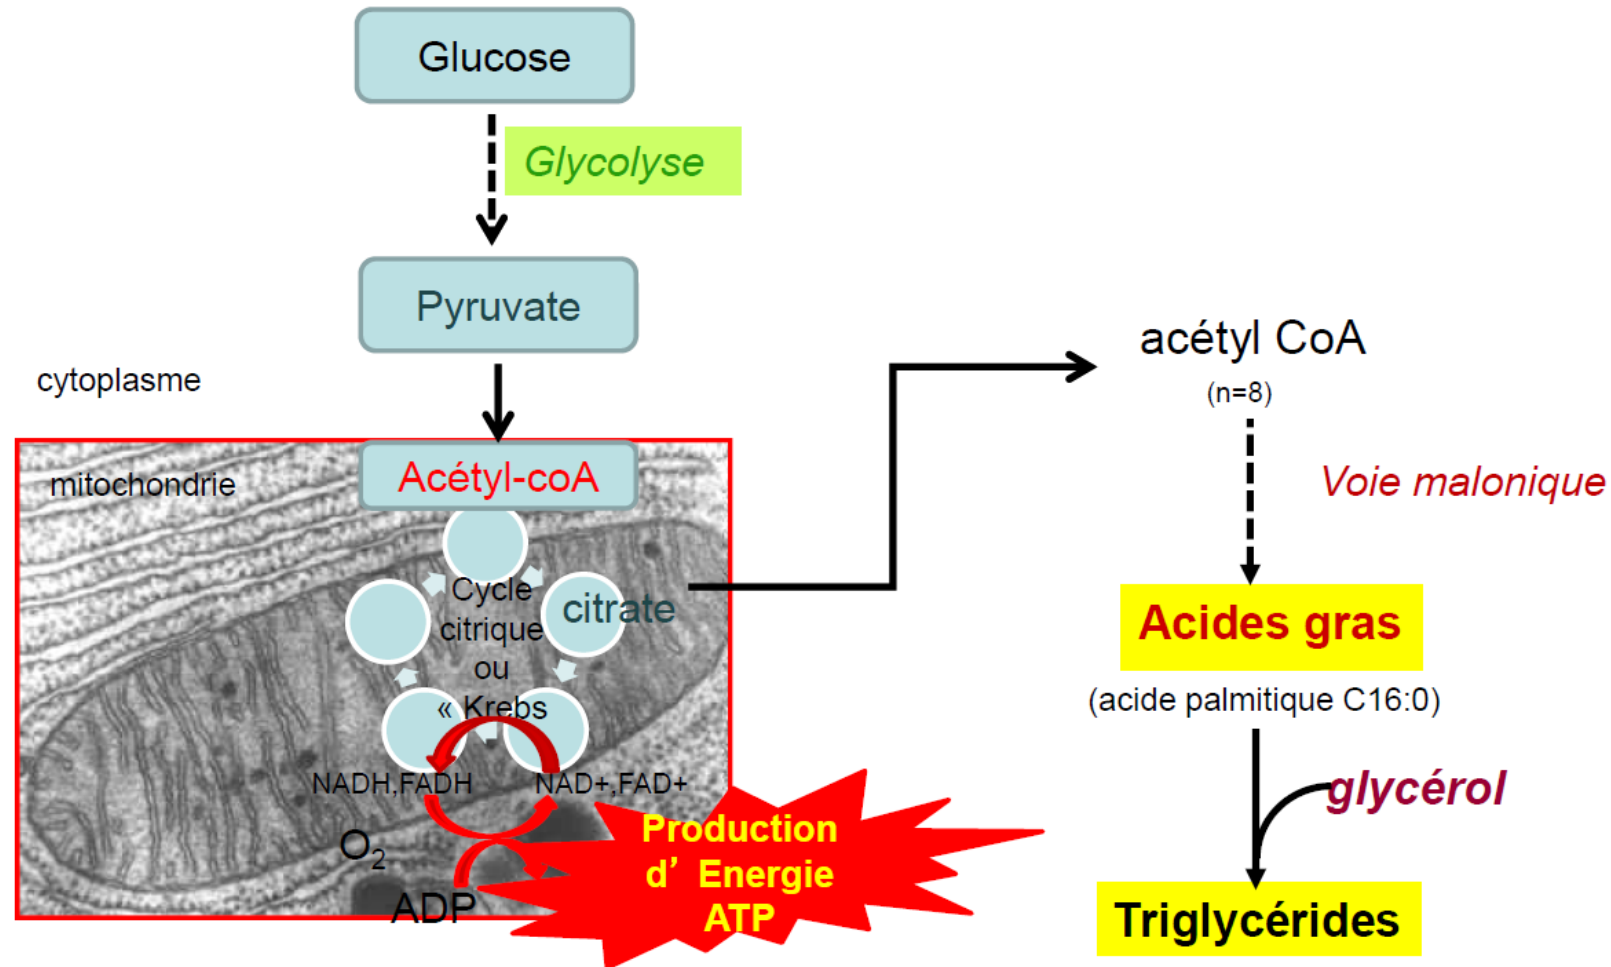 Glucose
Glycolyse
Pyruvate
cytoplasme
mitochondrie
Acétyl-coA
Cycle
citrique
ou
« Krebs
citrate
NADH,FADH
NAD+,FAD+
O2
ADP
Production
d’ Energie
ATP
acétyl CoA
(n=8)
Voie malonique
Acides gras
(acide palmitique C16:0)
glycérol
Triglycérides